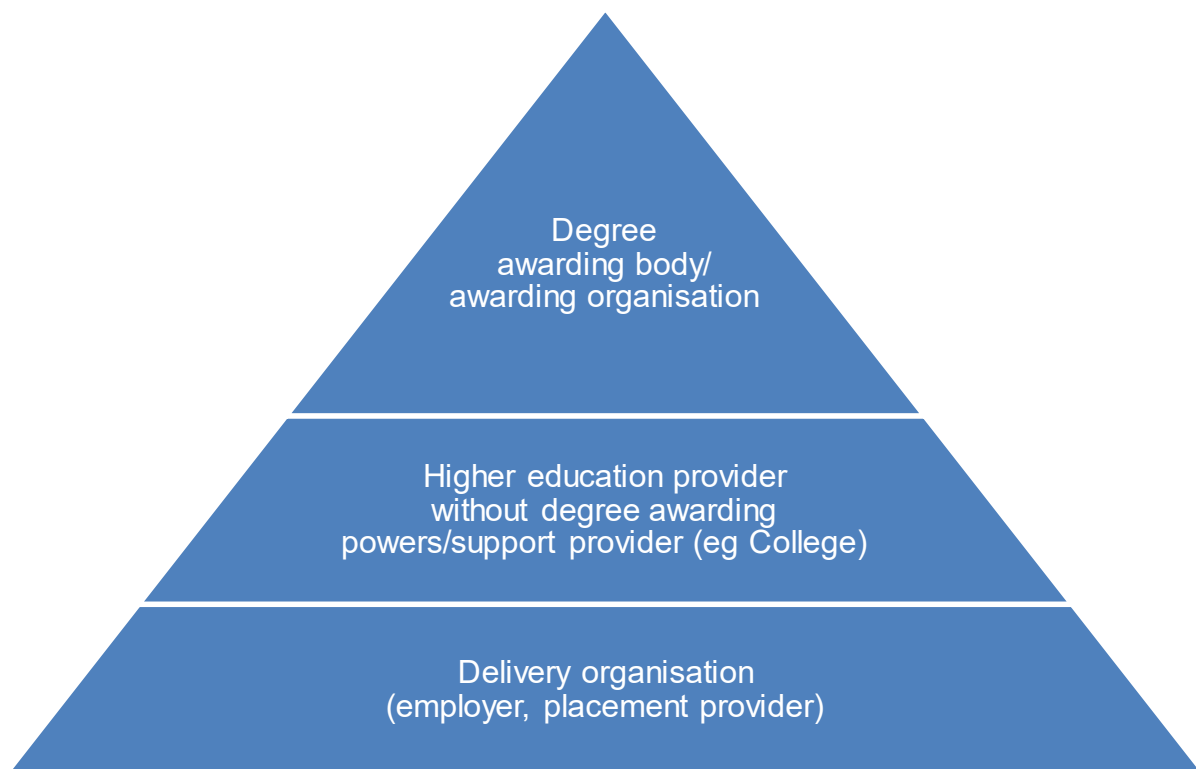 Degree
awarding body/
awarding organisation
Higher education provider
without degree awarding
powers/support provider (eg College)
Delivery organisation
(employer, placement provider)